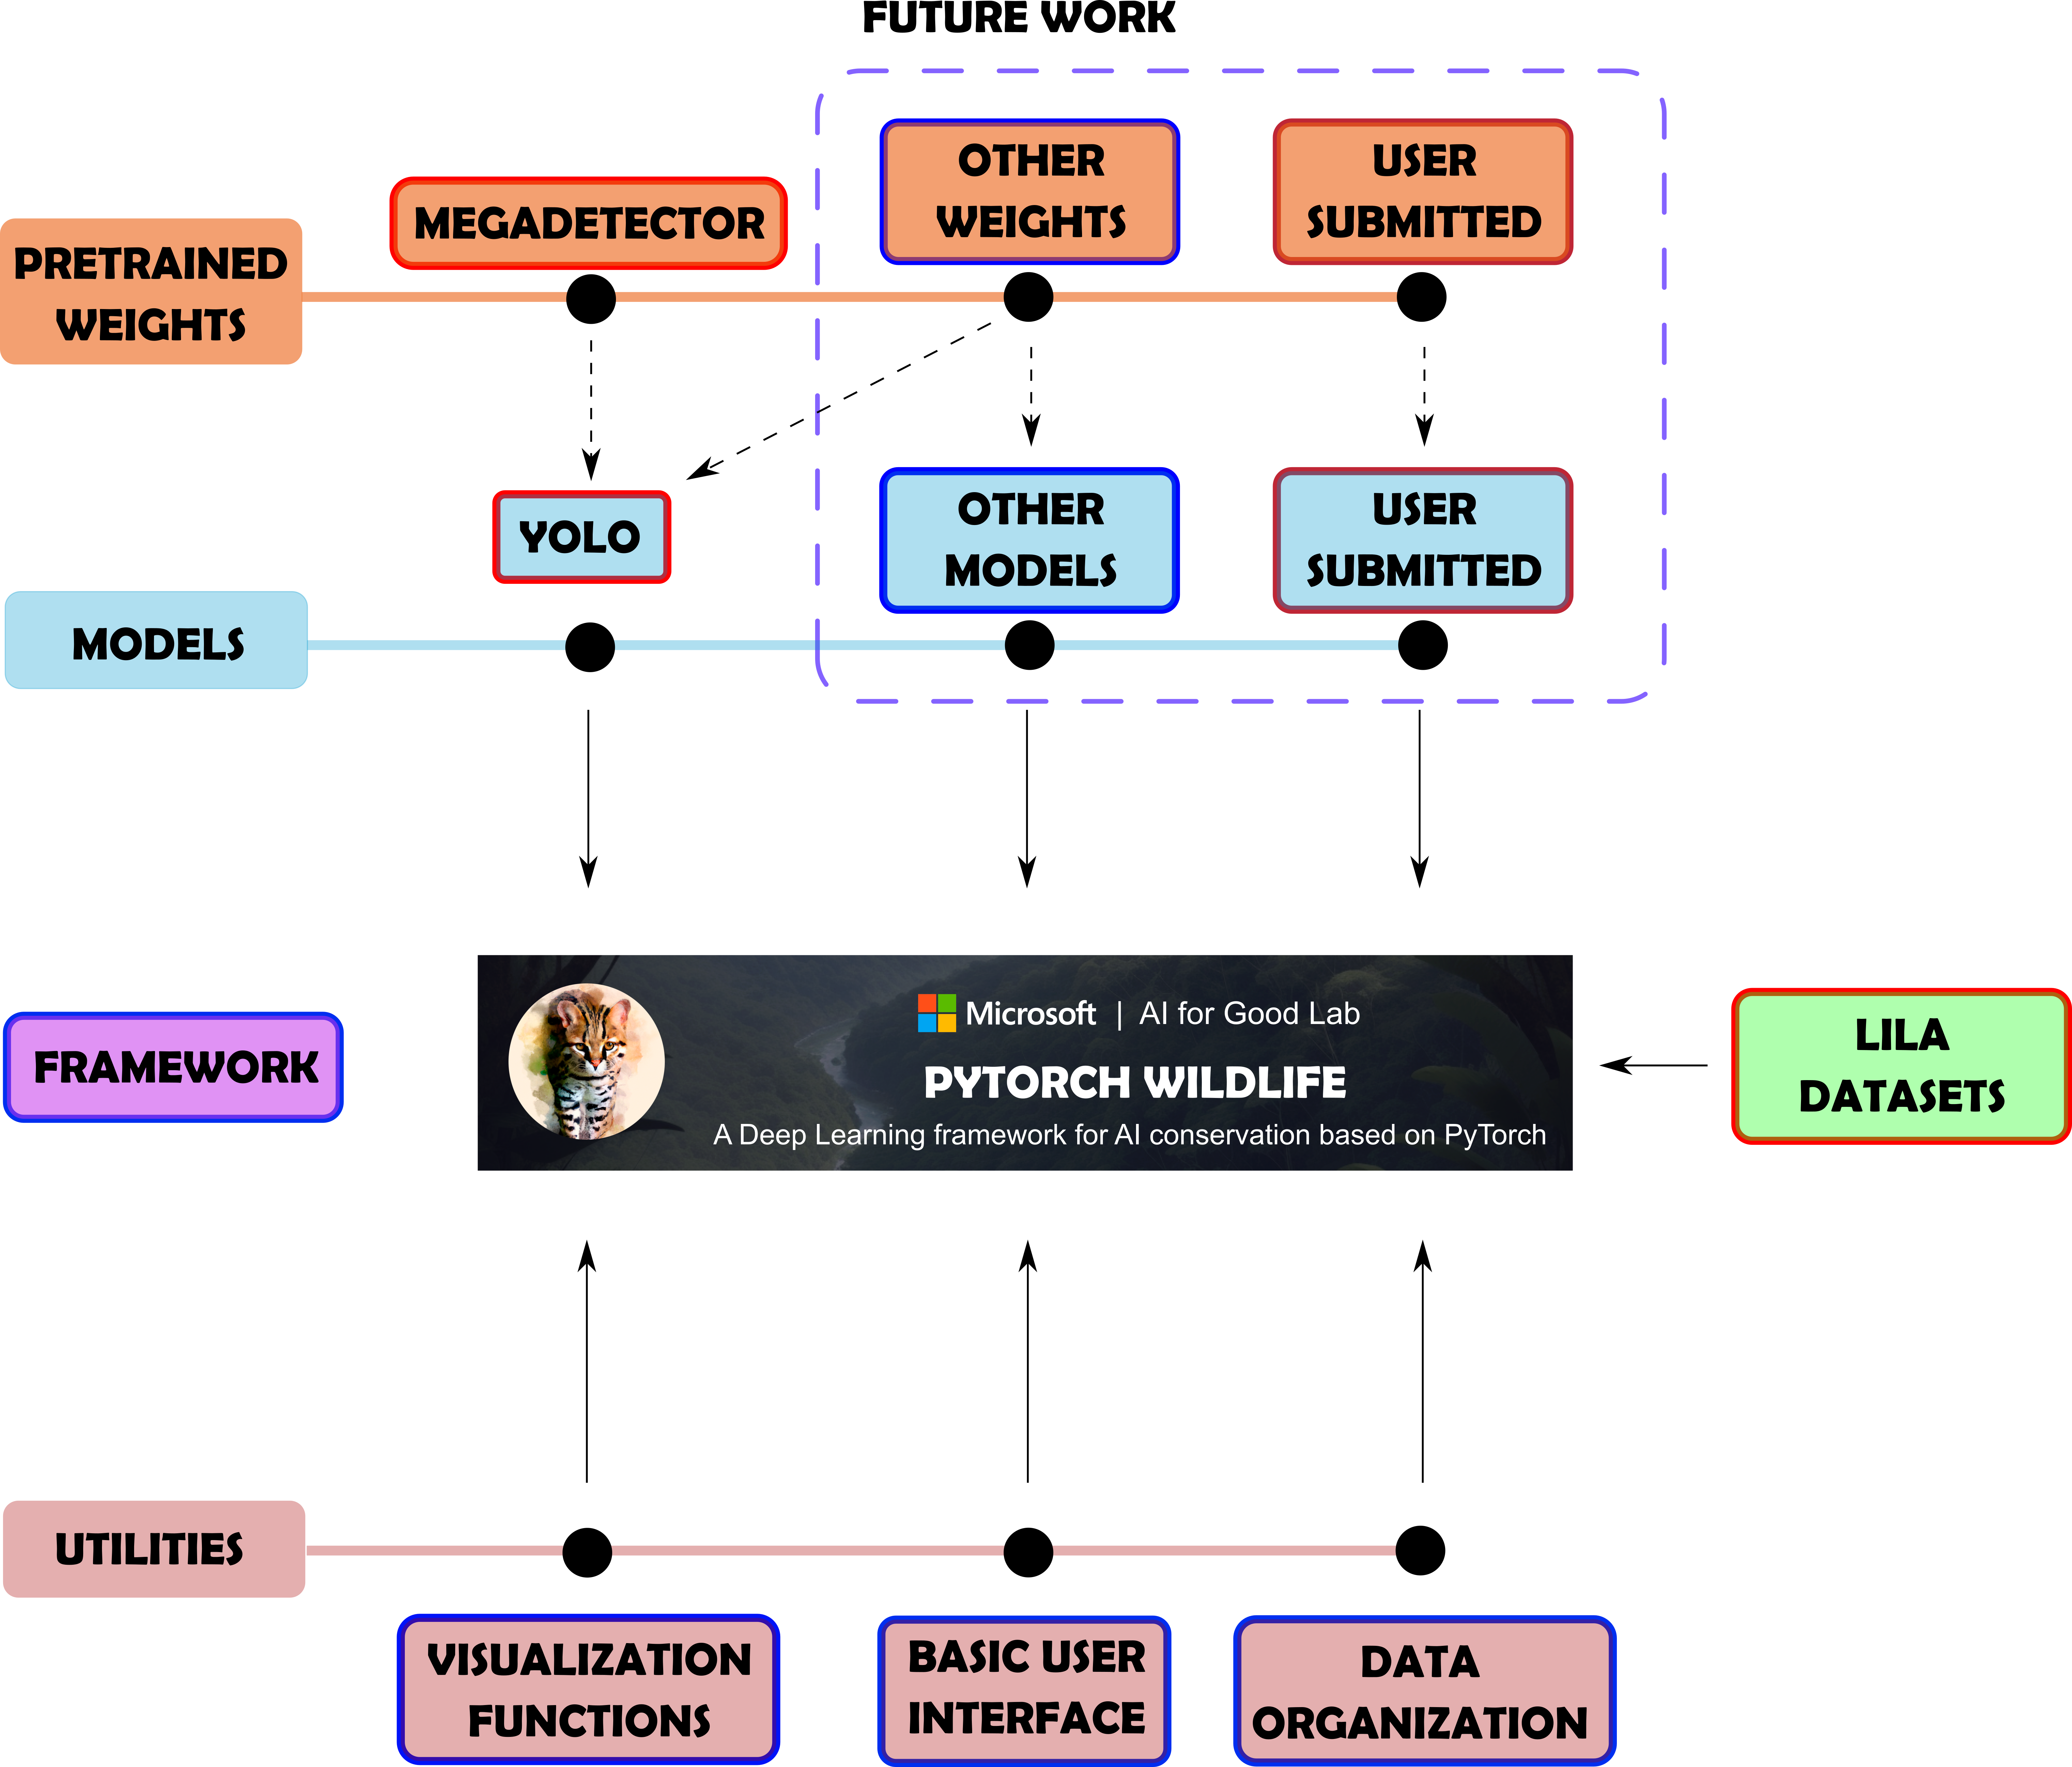 FUTURE WORK
OTHER
WEIGHTS
USER
SUBMITTED
MEGADETECTOR
PRETRAINED
WEIGHTS
YOLO
OTHER
MODELS
USER
SUBMITTED
MODELS
FRAMEWORK
Microsoft | AI for Good Lab
PYTORCH WILDLIFE
A Deep Learning framework for AI conservation based on PyTorch
LILA
DATASETS
UTILITIES
VISUALIZATION
FUNCTIONS
BASIC USER
INTERFACE
DATA
ORGANIZATION